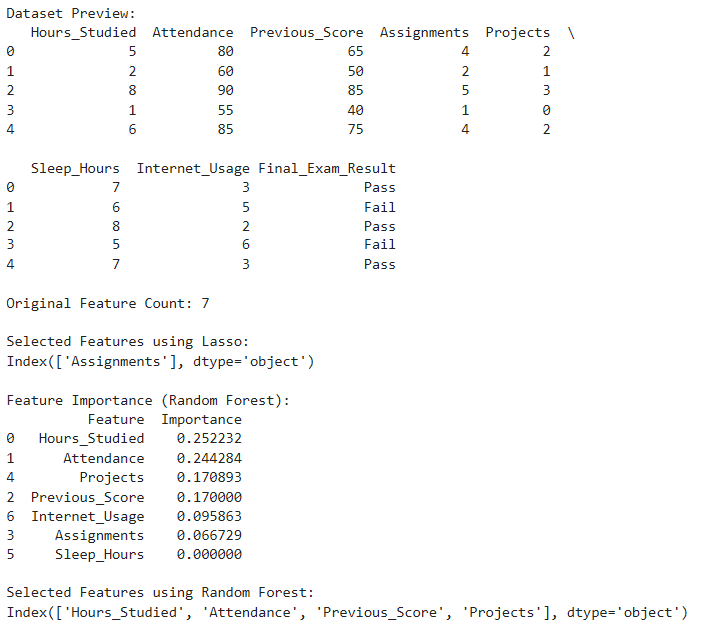 Dataset Preview:
   Hours_Studied  Attendance  Previous_Score  Assignments  Projects  \
0              5          80              65            4         2
1              2          60              50            2         1
2              8          90              85            5         3
3              1          55              40            1         0
4              6          85              75            4         2

   Sleep_Hours  Internet_Usage Final_Exam_Result
0            7               3              Pass
1            6               5              Fail
2            8               2              Pass
3            5               6              Fail
4            7               3              Pass

Original Feature Count: 7

Selected Features using Lasso:
Index(['Assignments'], dtype='object')

Feature Importance (Random Forest):
          Feature  Importance
0   Hours_Studied    0.252232
1      Attendance    0.244284
4        Projects    0.170893
2  Previous_Score    0.170000
6  Internet_Usage    0.095863
3     Assignments    0.066729
5     Sleep_Hours    0.000000

Selected Features using Random Forest:
Index(['Hours_Studied', 'Attendance', 'Previous_Score', 'Projects'], dtype='object')